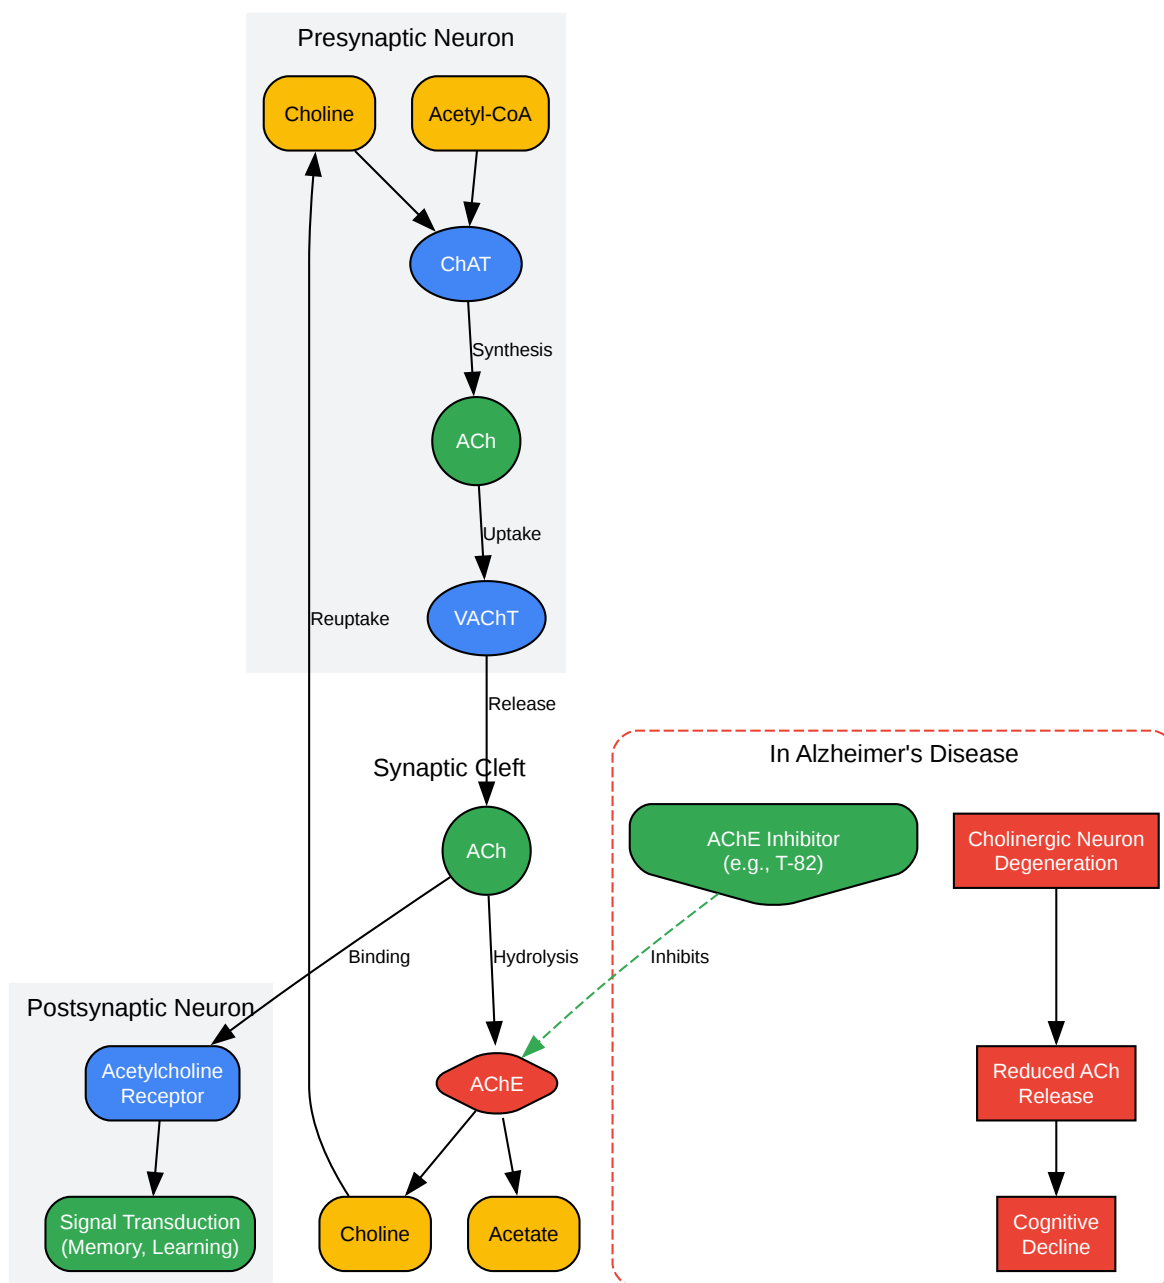 Presynaptic Neuron
Choline
Acetyl-CoA
ChAT
Synthesis
ACh
Uptake
VAChT
Reuptake
Release
Synaptic Cleft
ACh
Binding
Hydrolysis
In Alzheimer's Disease
AChE Inhibitor
(e.g., T-82)
Cholinergic Neuron
Degeneration
Inhibits
Postsynaptic Neuron
Acetylcholine
Receptor
AChE
Reduced ACh
Release
Signal Transduction
(Memory, Learning)
Choline
Acetate
Cognitive
Decline